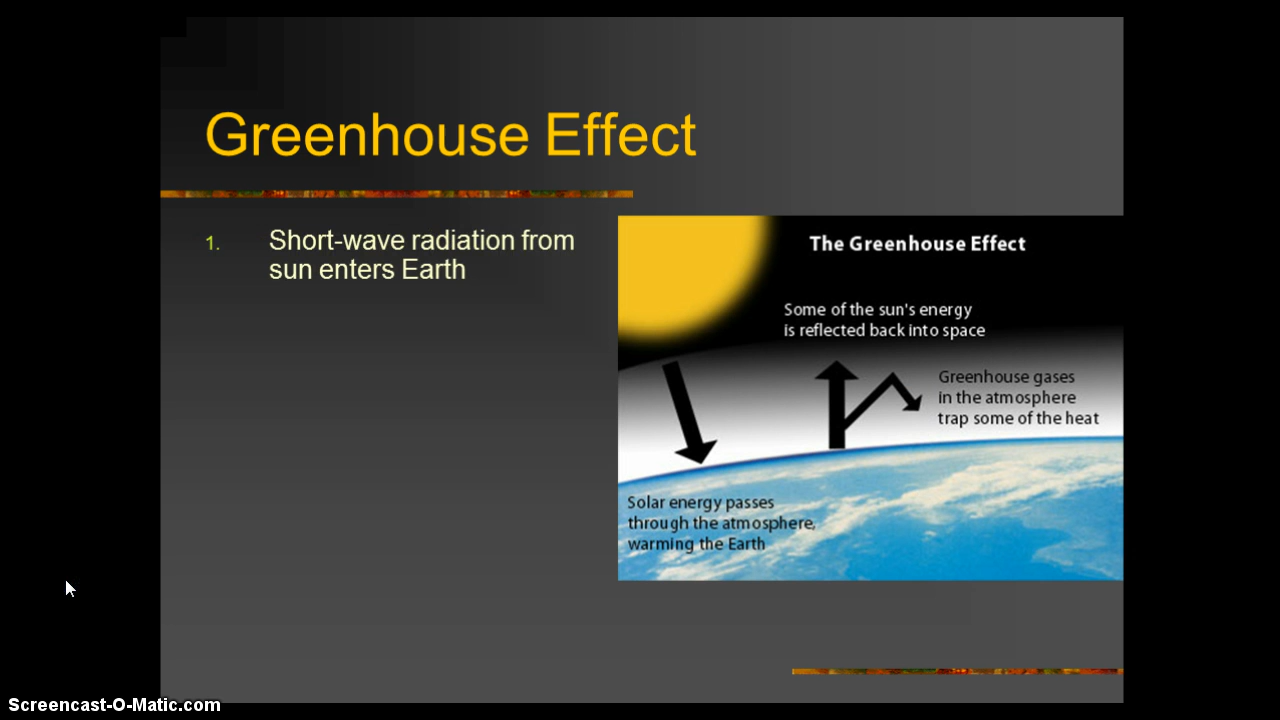 Greenhouse Effect
1. Short-wave radiation from
sun enters Earth
The Greenhouse Effect
Some of the sun's energy
is reflected back into space
Greenhouse gases
in the atmosphere
trap some of the heat
Solar energy passes
through the atmosphere,
warming the Earth
Screencast-O-Matic.com